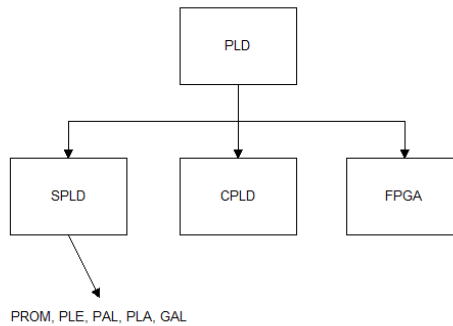 PLD
SPLD
CPLD
FPGA
PROM, PLE, PAL, PLA, GAL